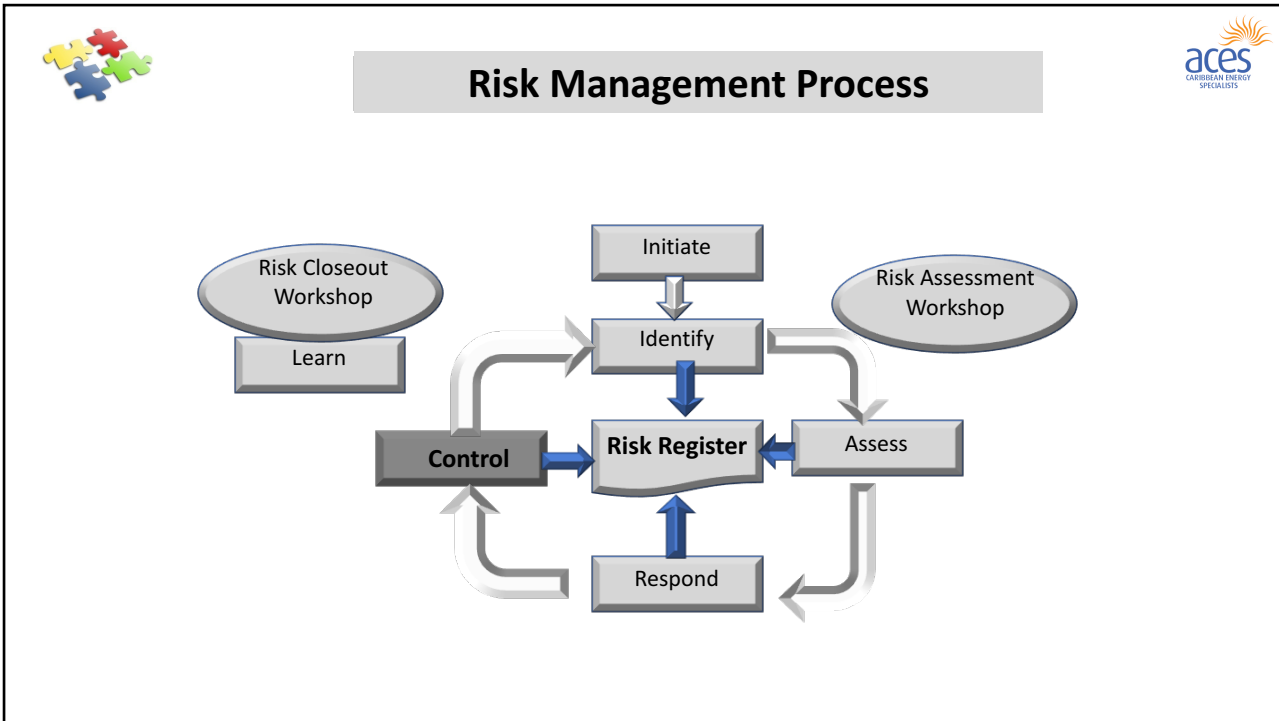 Risk Management Process
aces
CARIBBEAN ENERGY
SPECIALISTS
Initiate
Risk Closeout
Workshop
Risk Assessment
Workshop
Identify
Learn
Control
Risk Register
Assess
Respond